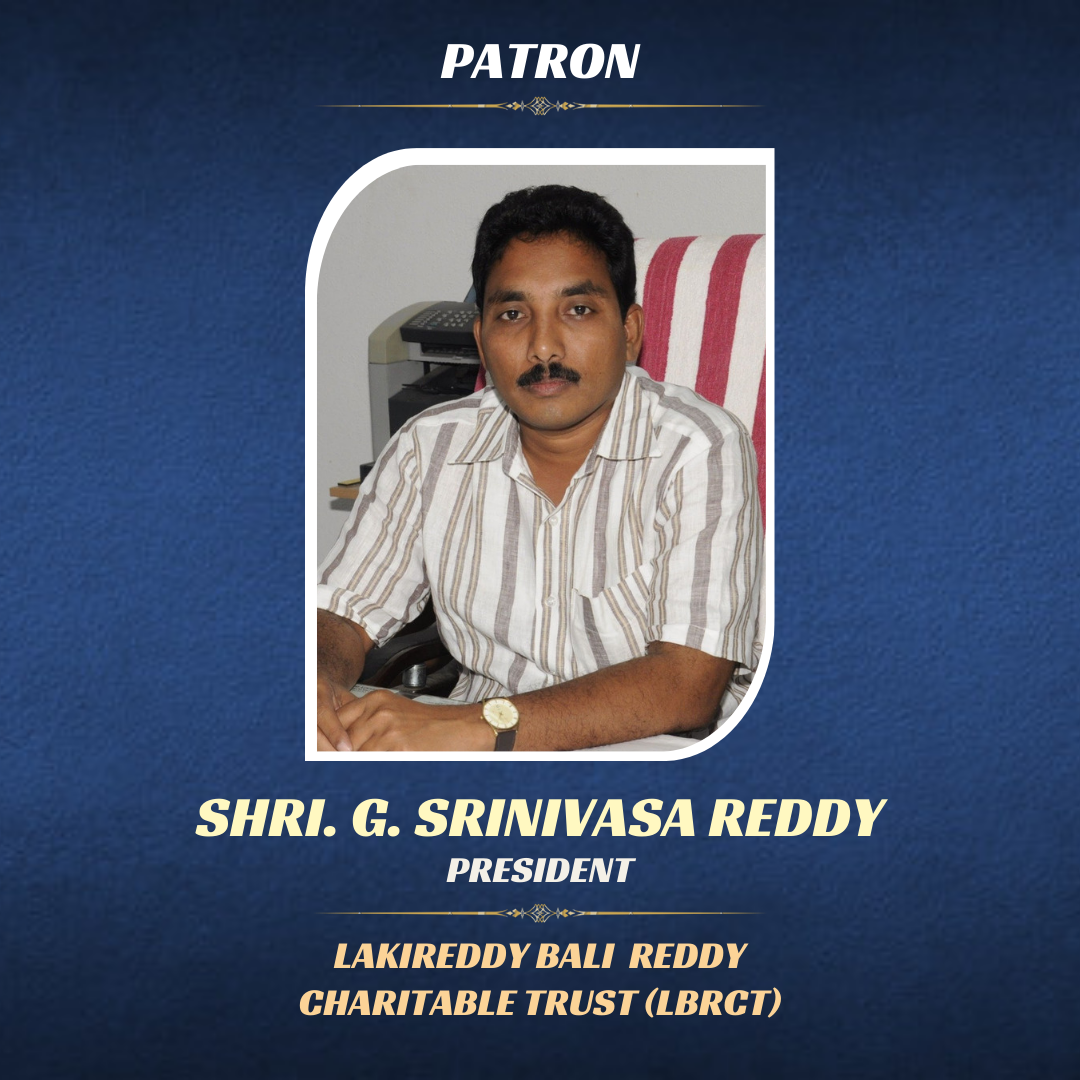 PATRON
SHRI. G. SRINIVASA REDDY
PRESIDENT
LAKIREDDY BALI REDDY
CHARITABLE TRUST (LBRCT)